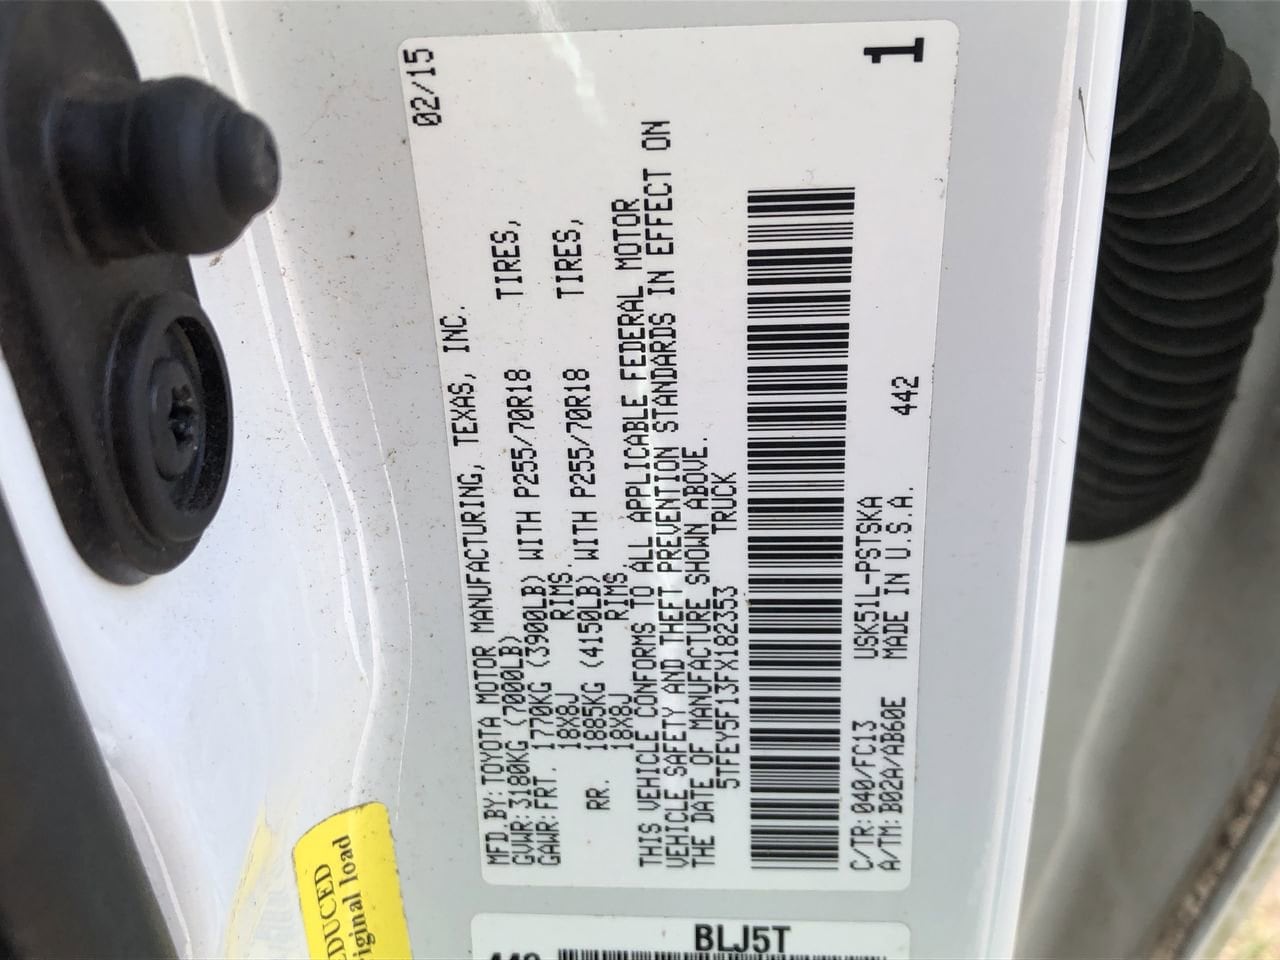 MFD.BY:TOYOTA MOTOR MANUFACTURING, TEXAS, INC. 02/15
GVWR:3180KG (7000LB)
GAWR:FRT. 1770KG (3900LB) WITH P255/70R18 TIRES,
18X8J RIMS,
RR. 1885KG (4150LB) WITH P255/70R18 TIRES,
18X8J RIMS
THIS VEHICLE CONFORMS TO ALL APPLICABLE FEDERAL MOTOR
VEHICLE SAFETY AND THEFT PREVENTION STANDARDS IN EFFECT ON
THE DATE OF MANUFACTURE SHOWN ABOVE.
5TFEY5F13FX182353 TRUCK
C/TR:040/FC13 USK51L-PSTSKA
A/TM:B02A/AB60E MADE IN U.S.A. 442 1
BLJ5T